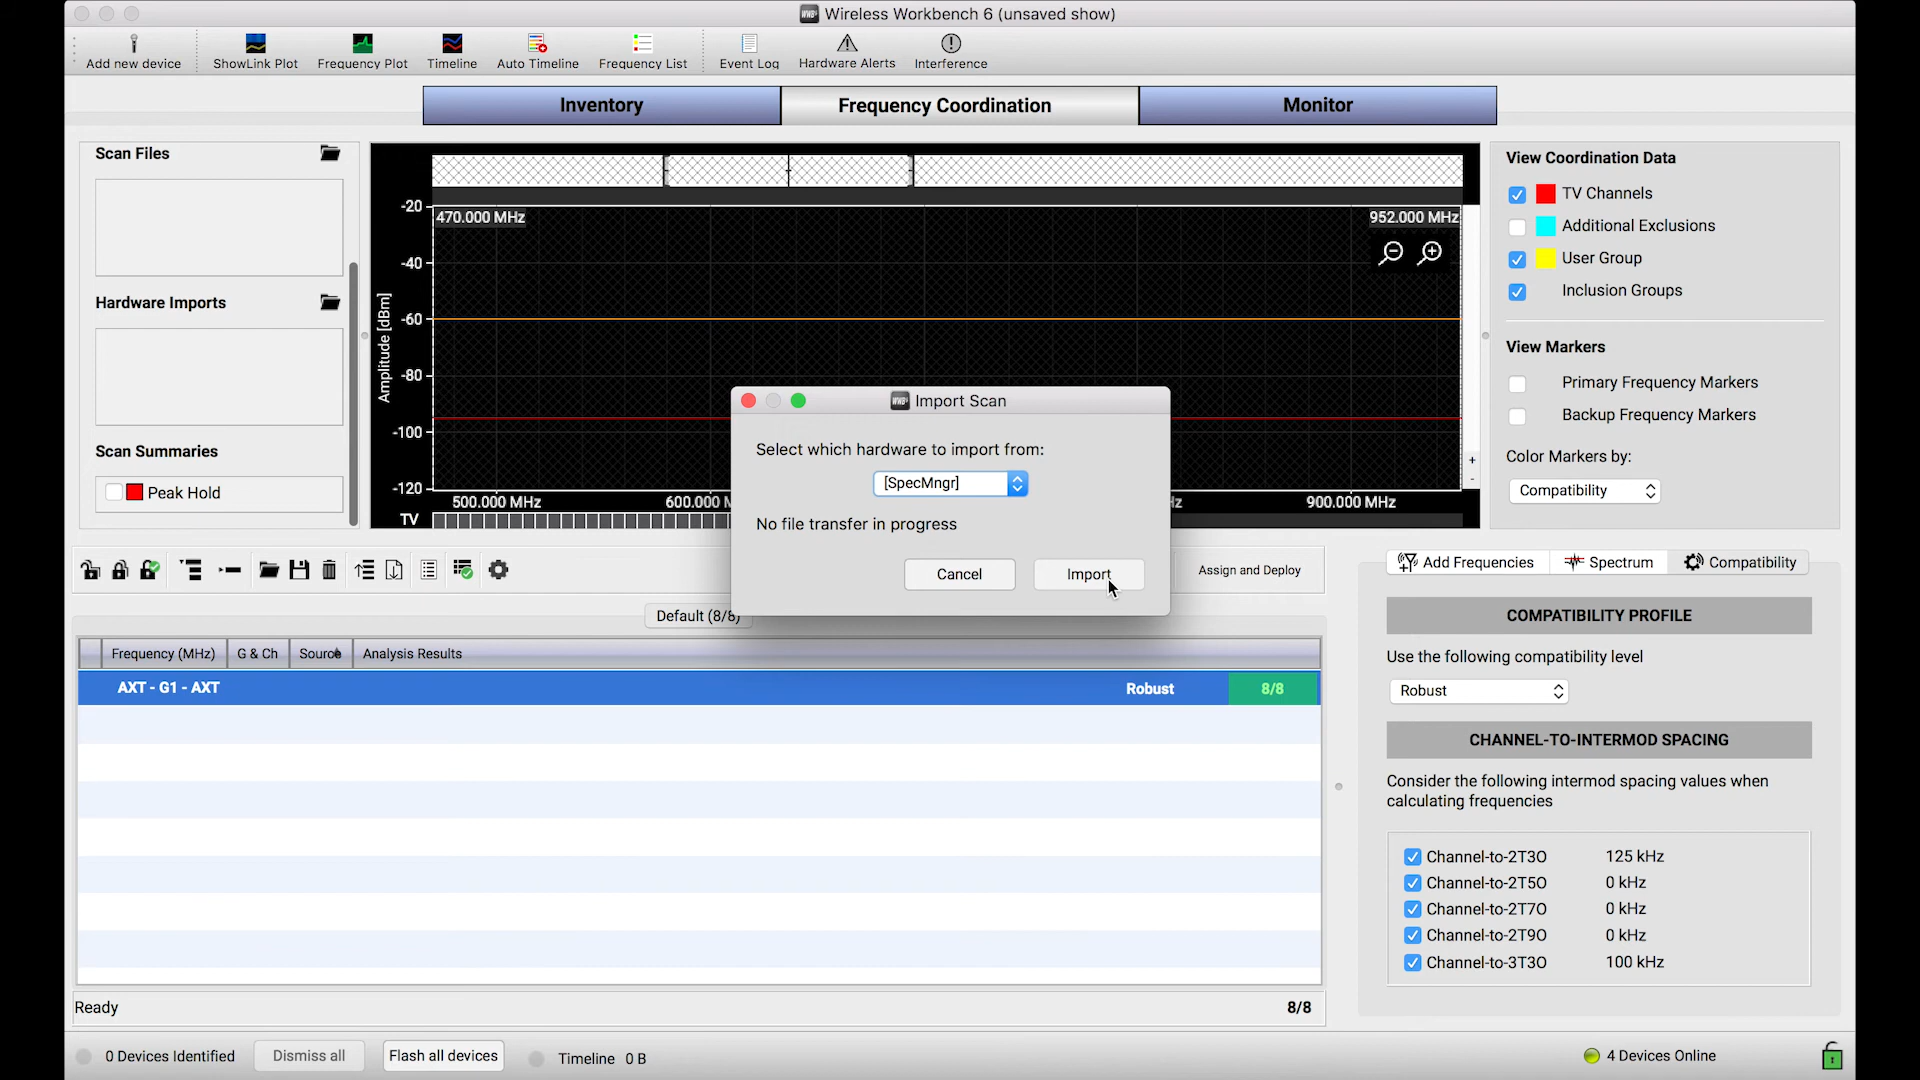 Wireless Workbench 6 (unsaved show)
Add new device
ShowLink Plot
Frequency Plot
Timeline
Auto Timeline
Frequency List
Event Log
Hardware Alerts
Interference
Inventory
Frequency Coordination
Monitor
Scan Files
Hardware Imports
Scan Summaries
Peak Hold
Amplitude [dBm]
-20
-40
-60
-80
-100
-120
470.000 MHz
952.000 MHz
500.000 MHz
600.000 M
Hz
900.000 MHz
TV
+
-
View Coordination Data
TV Channels
Additional Exclusions
User Group
Inclusion Groups
View Markers
Primary Frequency Markers
Backup Frequency Markers
Color Markers by:
Compatibility
Import Scan
Select which hardware to import from:
[SpecMngr]
No file transfer in progress
Cancel
Import
Assign and Deploy
Default (8/8)
Frequency (MHz)
G & Ch
Source
Analysis Results
AXT - G1 - AXT
Robust
8/8
Ready
8/8
Add Frequencies
Spectrum
Compatibility
COMPATIBILITY PROFILE
Use the following compatibility level
Robust
CHANNEL-TO-INTERMOD SPACING
Consider the following intermod spacing values when
calculating frequencies
Channel-to-2T3O 125 kHz
Channel-to-2T5O 0 kHz
Channel-to-2T7O 0 kHz
Channel-to-2T9O 0 kHz
Channel-to-3T3O 100 kHz
0 Devices Identified
Dismiss all
Flash all devices
Timeline 0 B
4 Devices Online